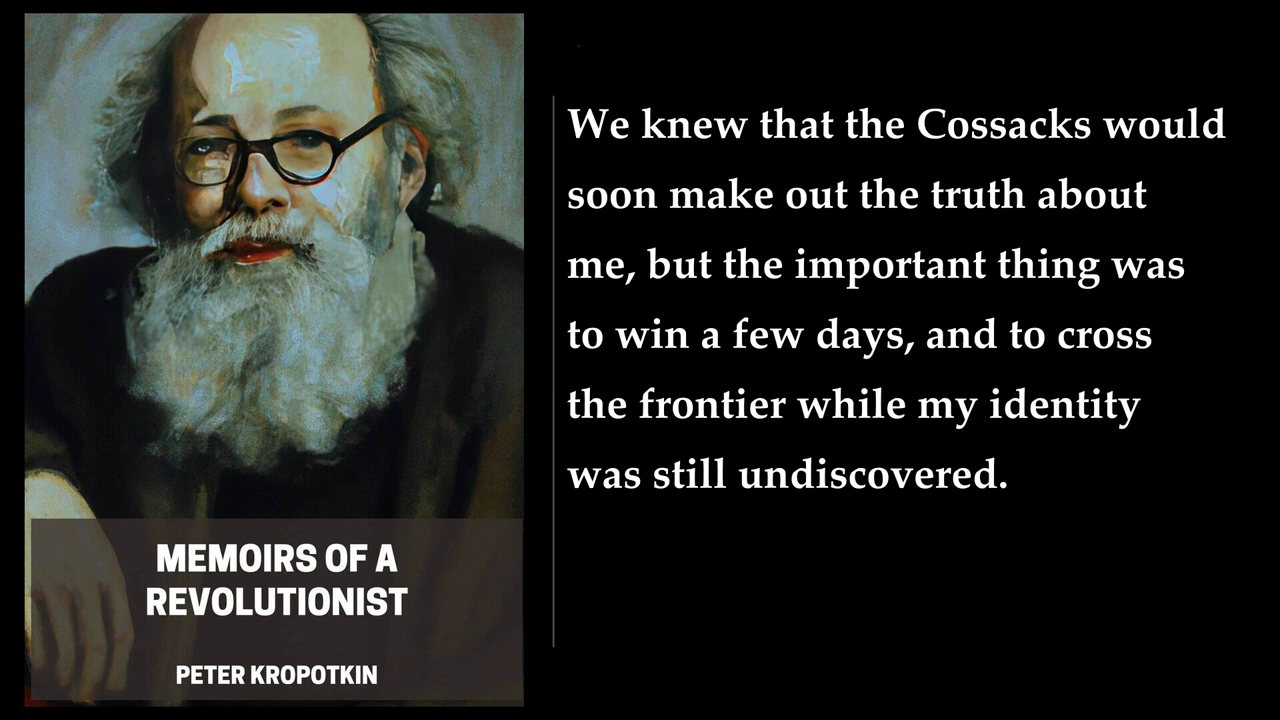 MEMOIRS OF A
REVOLUTIONIST
PETER KROPOTKIN
We knew that the Cossacks would
soon make out the truth about
me, but the important thing was
to win a few days, and to cross
the frontier while my identity
was still undiscovered.